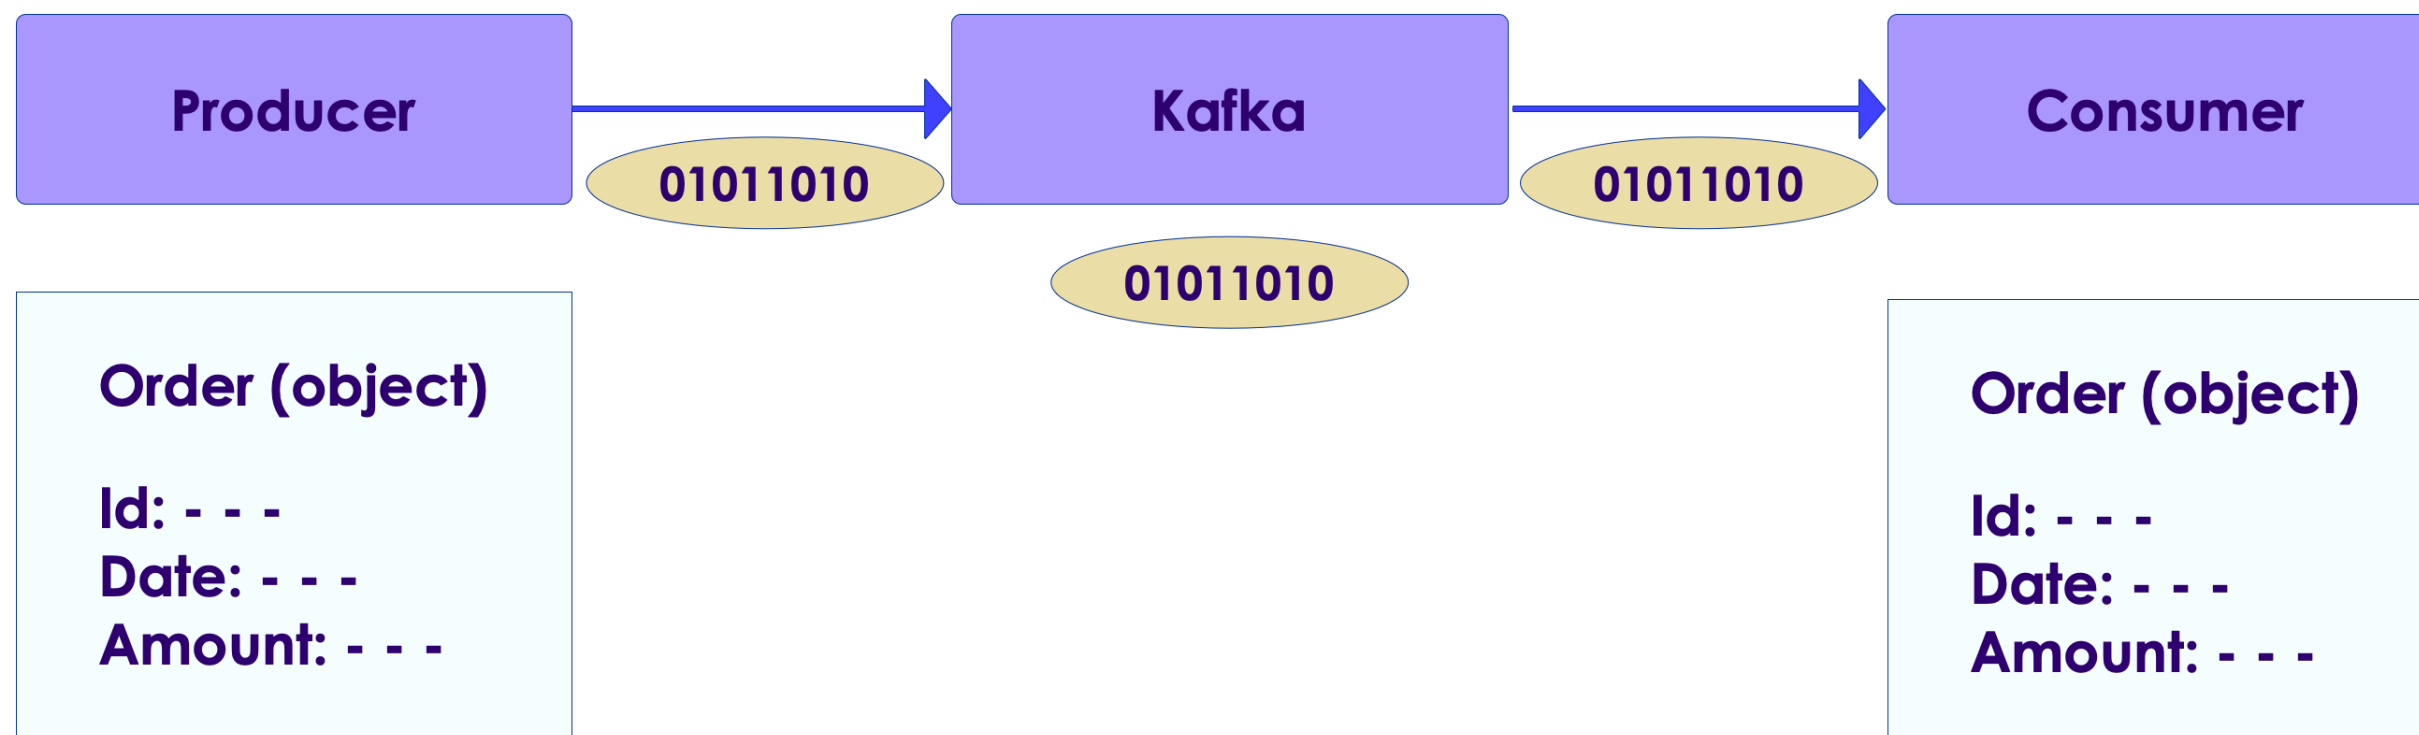 Producer
Kafka
Consumer
01011010
01011010
01011010
Order (object)
Id: - - -
Date: - - -
Amount: - - -
Order (object)
Id: - - -
Date: - - -
Amount: - - -